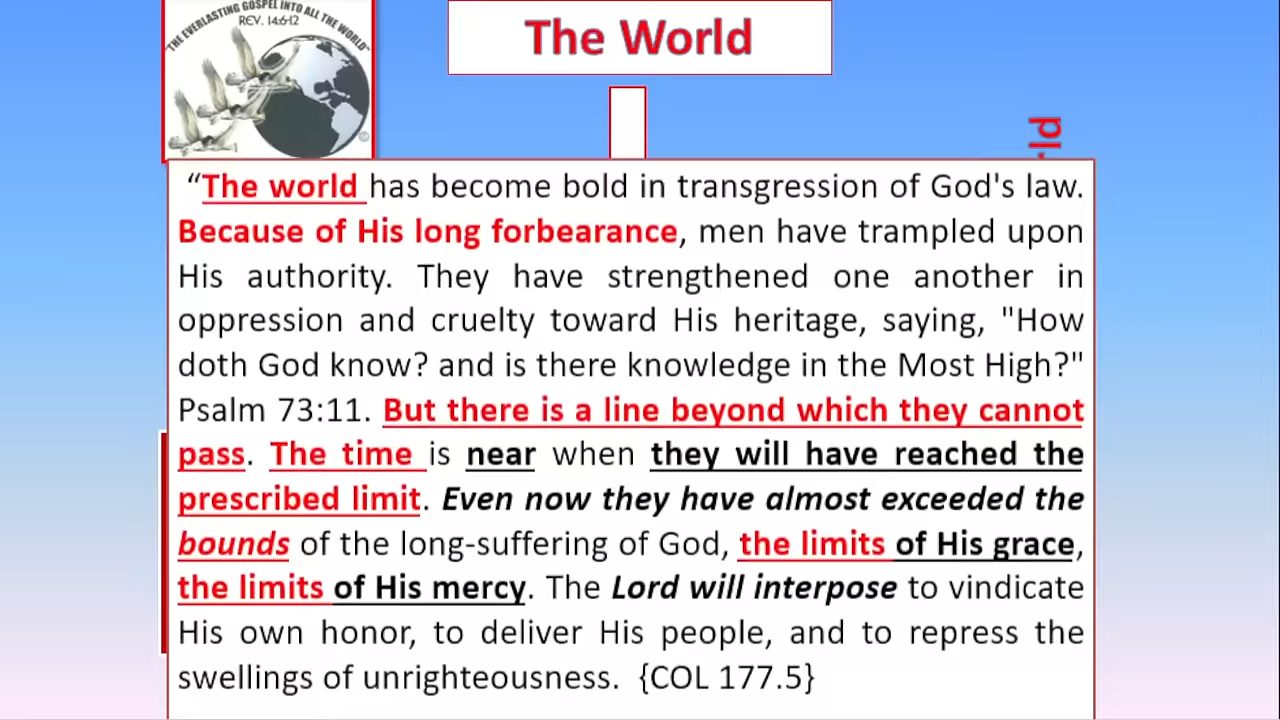 "THE EVERLASTING GOSPEL INTO ALL THE WORLD"
REV. 14:6-12
The World
rld
“The world has become bold in transgression of God's law.
Because of His long forbearance, men have trampled upon
His authority. They have strengthened one another in
oppression and cruelty toward His heritage, saying, "How
doth God know? and is there knowledge in the Most High?"
Psalm 73:11. But there is a line beyond which they cannot
pass. The time is near when they will have reached the
prescribed limit. Even now they have almost exceeded the
bounds of the long-suffering of God, the limits of His grace,
the limits of His mercy. The Lord will interpose to vindicate
His own honor, to deliver His people, and to repress the
swellings of unrighteousness. {COL 177.5}